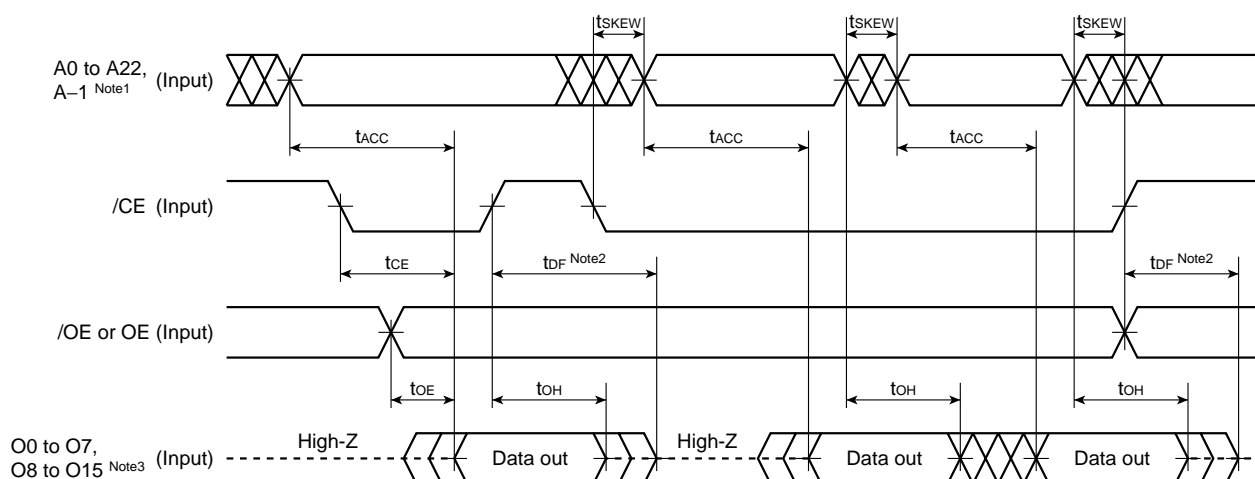 tSKEW tSKEW tSKEW
A0 to A22, (Input)
A–1 Note1
tACC tACC tACC
/CE (Input)
tCE tDF Note2 tDF Note2
/OE or OE (Input)
tOE tOH tOH tOH
O0 to O7, (Input)
O8 to O15 Note3
High-Z Data out High-Z Data out Data out